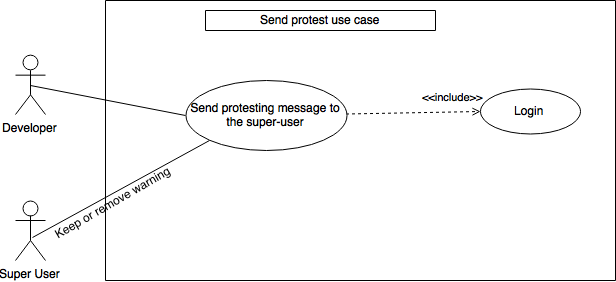 Send protest use case
<<include>>
Send protesting message to
the super-user
Login
Developer
Keep or remove warning
Super User